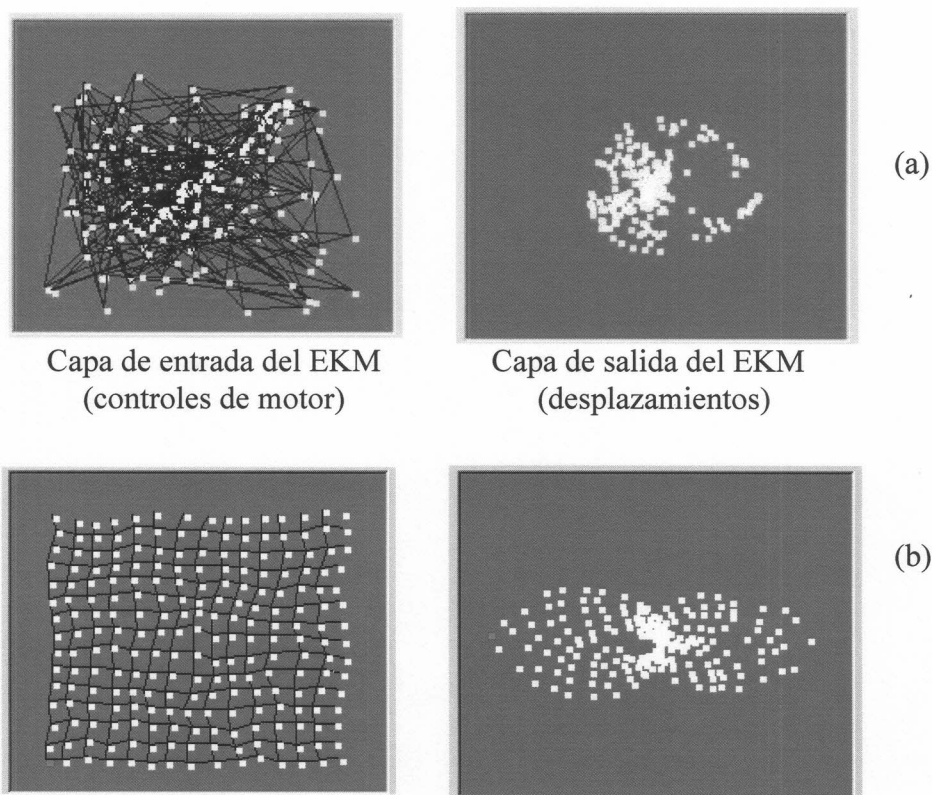 (a)
Capa de entrada del EKM
(controles de motor)
Capa de salida del EKM
(desplazamientos)
(b)